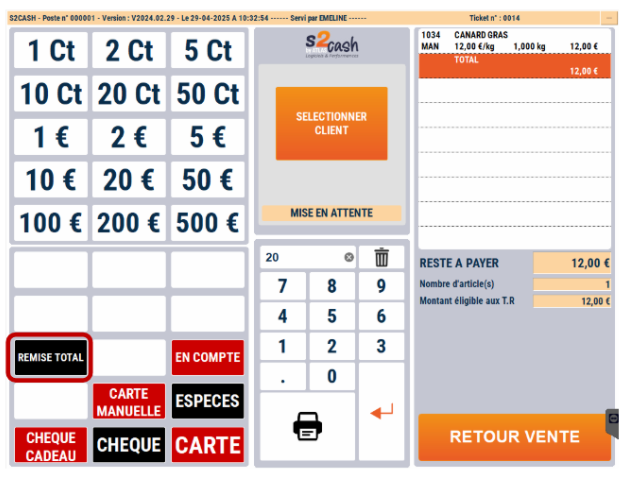 S2CASH - Poste n° 000001 - Version : V2024.02.29 - Le 29-04-2025 A 10:32:54 ------ Servi par EMELINE ------
Ticket n° : 0014
1 Ct 2 Ct 5 Ct
10 Ct 20 Ct 50 Ct
1 € 2 € 5 €
10 € 20 € 50 €
100 € 200 € 500 €
REMISE TOTAL
EN COMPTE
CARTE MANUELLE
ESPECES
CHEQUE CADEAU
CHEQUE
CARTE
S2cash
SELECTIONNER
CLIENT
MISE EN ATTENTE
20
7 8 9
4 5 6
1 2 3
. 0
1034 CANARD GRAS
MAN 12,00 €/kg 1,000 kg 12,00 €
TOTAL
12,00 €
RESTE A PAYER 12,00 €
Nombre d'article(s) 1
Montant éligible aux T.R 12,00 €
RETOUR VENTE